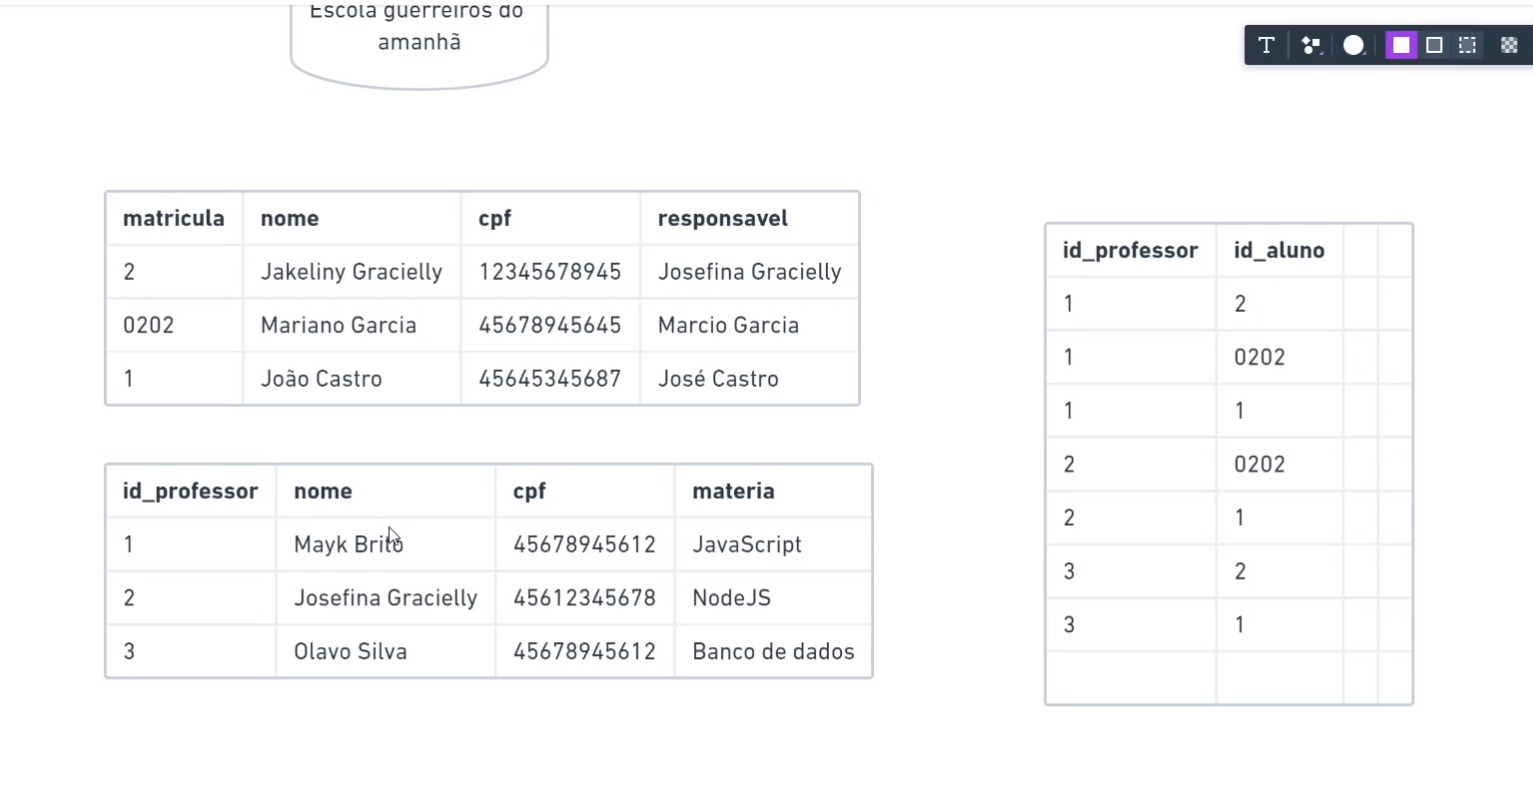 Escola guerreiros do
amanhã
T
matricula nome cpf responsavel
2 Jakeliny Gracielly 12345678945 Josefina Gracielly
0202 Mariano Garcia 45678945645 Marcio Garcia
1 João Castro 45645345687 José Castro
id_professor nome cpf materia
1 Mayk Brito 45678945612 JavaScript
2 Josefina Gracielly 45612345678 NodeJS
3 Olavo Silva 45678945612 Banco de dados
id_professor id_aluno
1 2
1 0202
1 1
2 0202
2 1
3 2
3 1